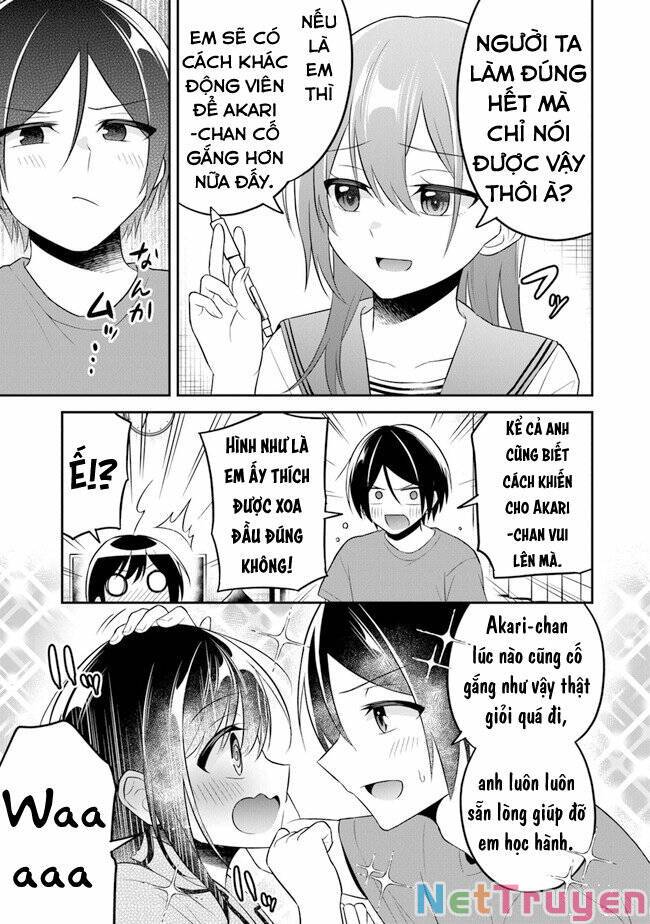 NGƯỜI TA
LÀM ĐÚNG
HẾT MÀ
CHỈ NÓI
ĐƯỢC VẬY
THÔI À?
NẾU
LÀ
EM THÌ
EM SẼ CÓ
CÁCH KHÁC
ĐỘNG VIÊN
ĐỂ AKARI
-CHAN CỐ
GẮNG HƠN
NỮA ĐẤY.
なんか
ムッ…
Kể cả anh
cũng biết
cách khiến
cho Akari
-chan vui
lên mà.
Hình như là
em ấy thích
được xoa
đầu đúng
không!
Ế!?
Akari-chan
lúc nào cũng cố
gắng như vậy thật
giỏi quá đi,
anh luôn luôn
sẵn lòng giúp đỡ
em học hành.
Waa
aaa
NetTruyen